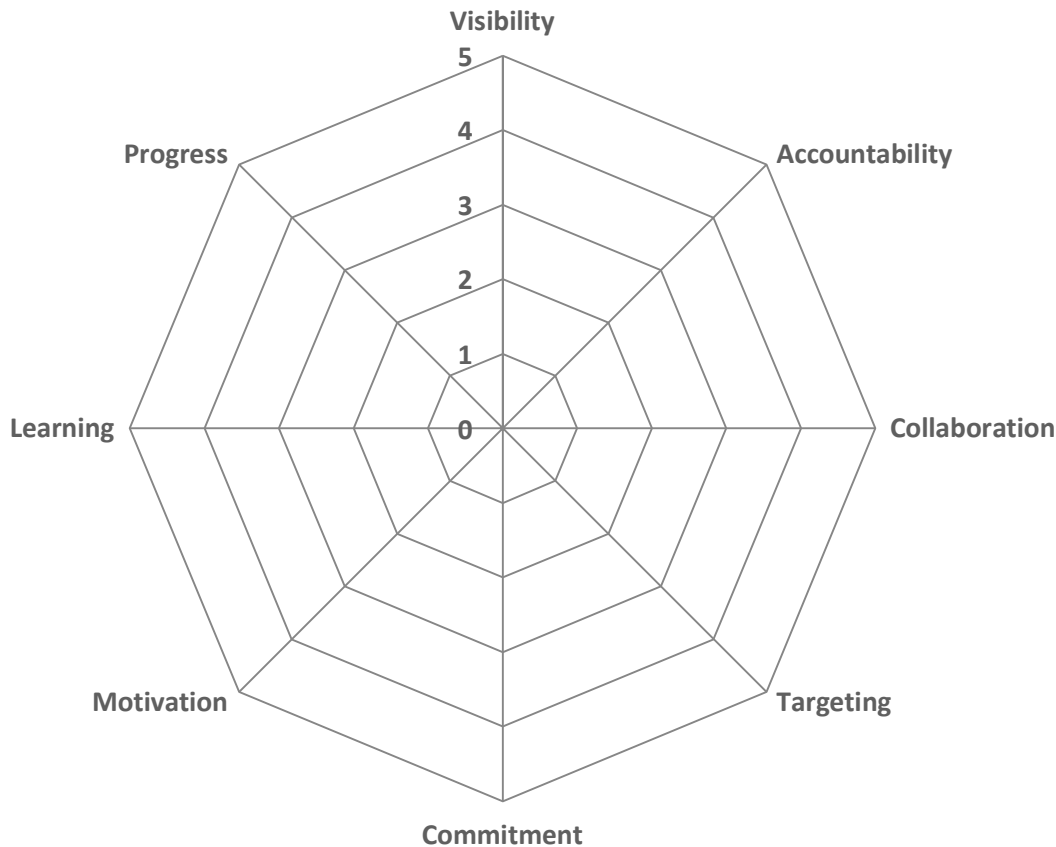 Visibility
5
Progress
4
Accountability
3
2
1
Learning
0
Collaboration
Motivation
Targeting
Commitment